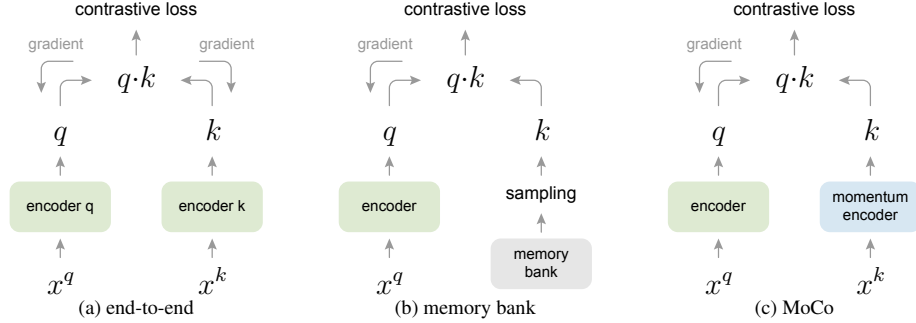 contrastive loss
gradient gradient
q·k
q k
encoder q encoder k
x^q x^k
(a) end-to-end
contrastive loss
gradient
q·k
q k
encoder
sampling
memory
bank
x^q
(b) memory bank
contrastive loss
gradient
q·k
q k
encoder
momentum
encoder
x^q x^k
(c) MoCo